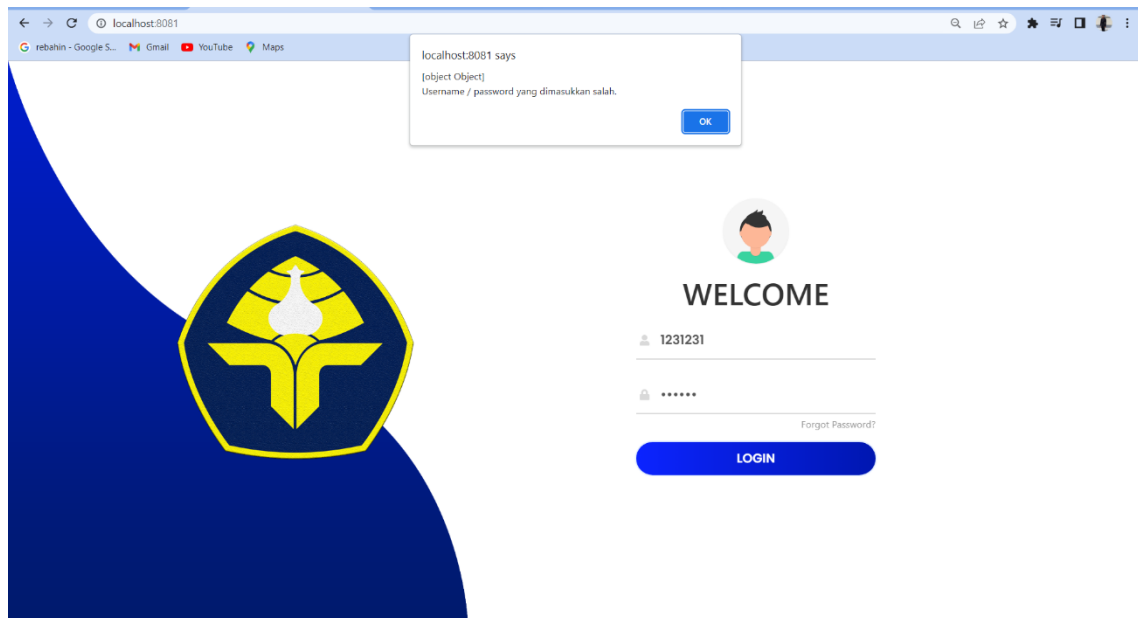 localhost:8081
rebahin - Google S... Gmail YouTube Maps
localhost:8081 says
[object Object]
Username / password yang dimasukkan salah.
OK
WELCOME
1231231
••••••
Forgot Password?
LOGIN